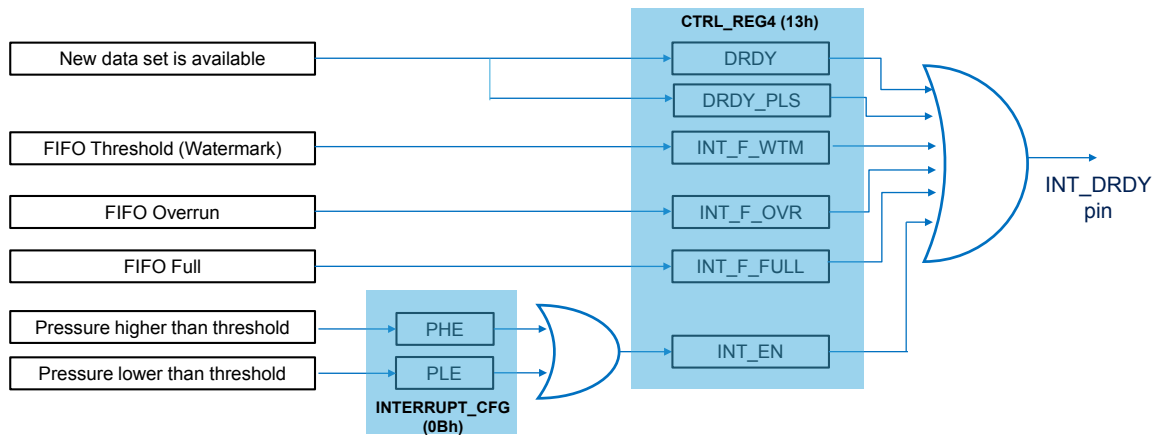 CTRL_REG4 (13h)
New data set is available
DRDY
DRDY_PLS
FIFO Threshold (Watermark)
INT_F_WTM
INT_DRDY
pin
FIFO Overrun
INT_F_OVR
FIFO Full
INT_F_FULL
Pressure higher than threshold
PHE
INT_EN
Pressure lower than threshold
PLE
INTERRUPT_CFG
(0Bh)